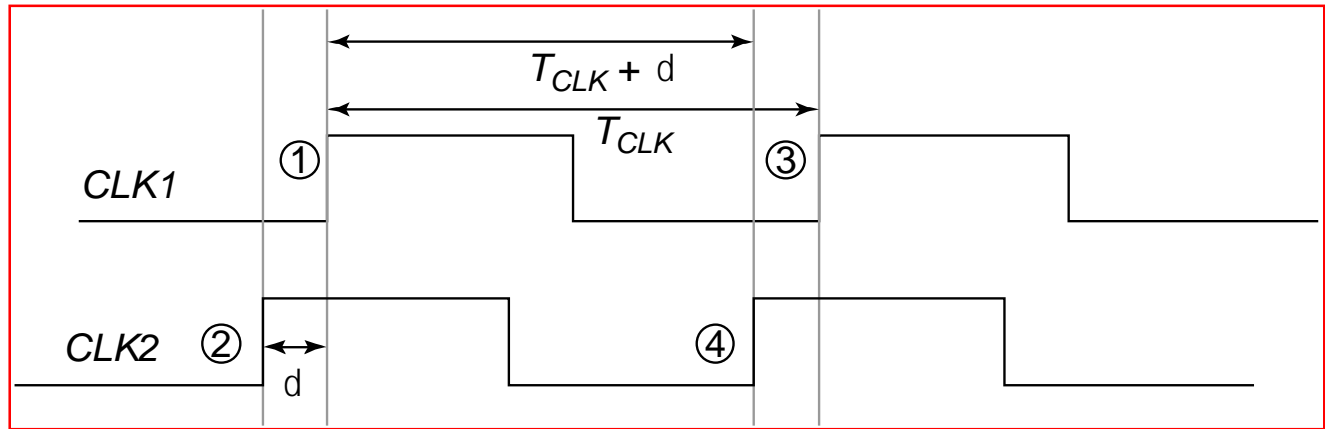 T_CLK + d
T_CLK
① ③
CLK1
CLK2 ② ④
d